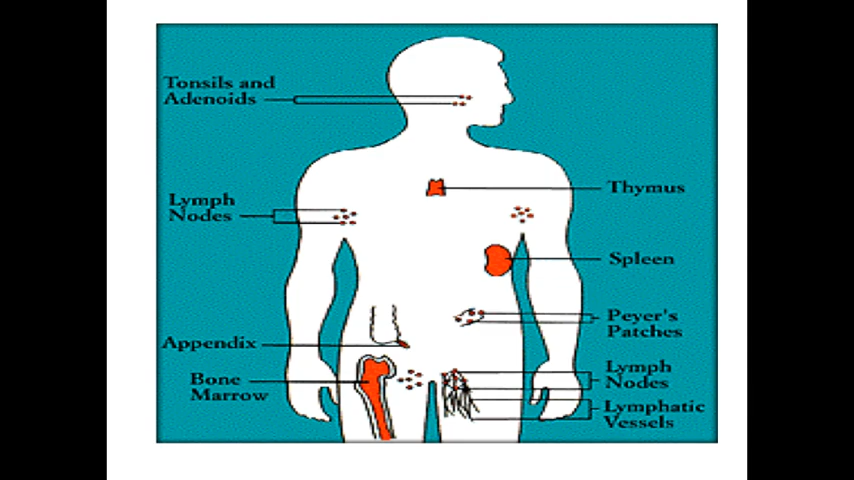 Tonsils and
Adenoids
Lymph
Nodes
Appendix
Bone
Marrow
Thymus
Spleen
Peyer's
Patches
Lymph
Nodes
Lymphatic
Vessels